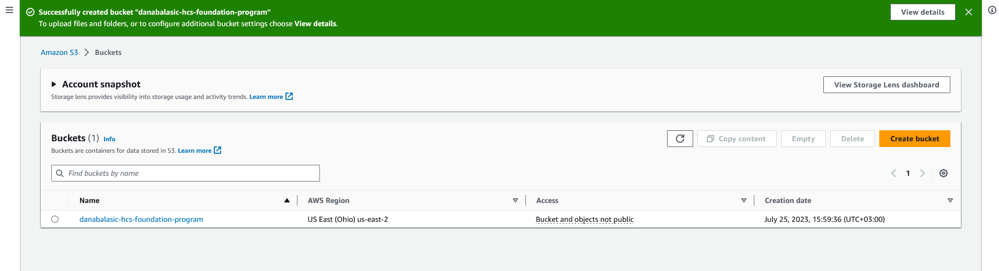 Successfully created bucket "danabalasic-hcs-foundation-program"
To upload files and folders, or to configure additional bucket settings choose View details.
View details
Amazon S3 Buckets
Account snapshot
View Storage Lens dashboard
Storage lens provides visibility into storage usage and activity trends. Learn more
Buckets (1) Info
Copy content Empty Delete Create bucket
Buckets are containers for data stored in S3. Learn more
Find buckets by name
1
Name AWS Region Access Creation date
danabalasic-hcs-foundation-program US East (Ohio) us-east-2 Bucket and objects not public July 25, 2023, 15:59:36 (UTC+03:00)